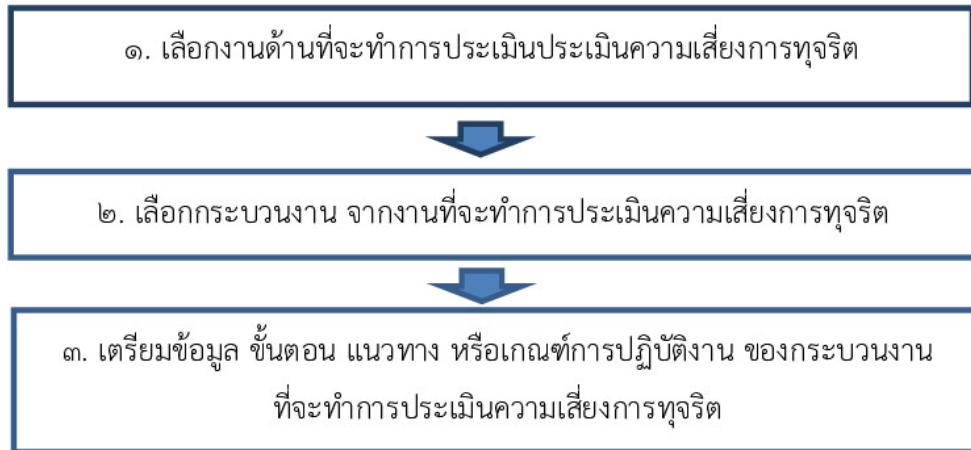 ๑. เลือกงานด้านที่จะทำการประเมินประเมินความเสี่ยงการทุจริต
๒. เลือกกระบวนงาน จากงานที่จะทำการประเมินความเสี่ยงการทุจริต
๓. เตรียมข้อมูล ขั้นตอน แนวทาง หรือเกณฑ์การปฏิบัติงาน ของกระบวนงาน
ที่จะทำการประเมินความเสี่ยงการทุจริต